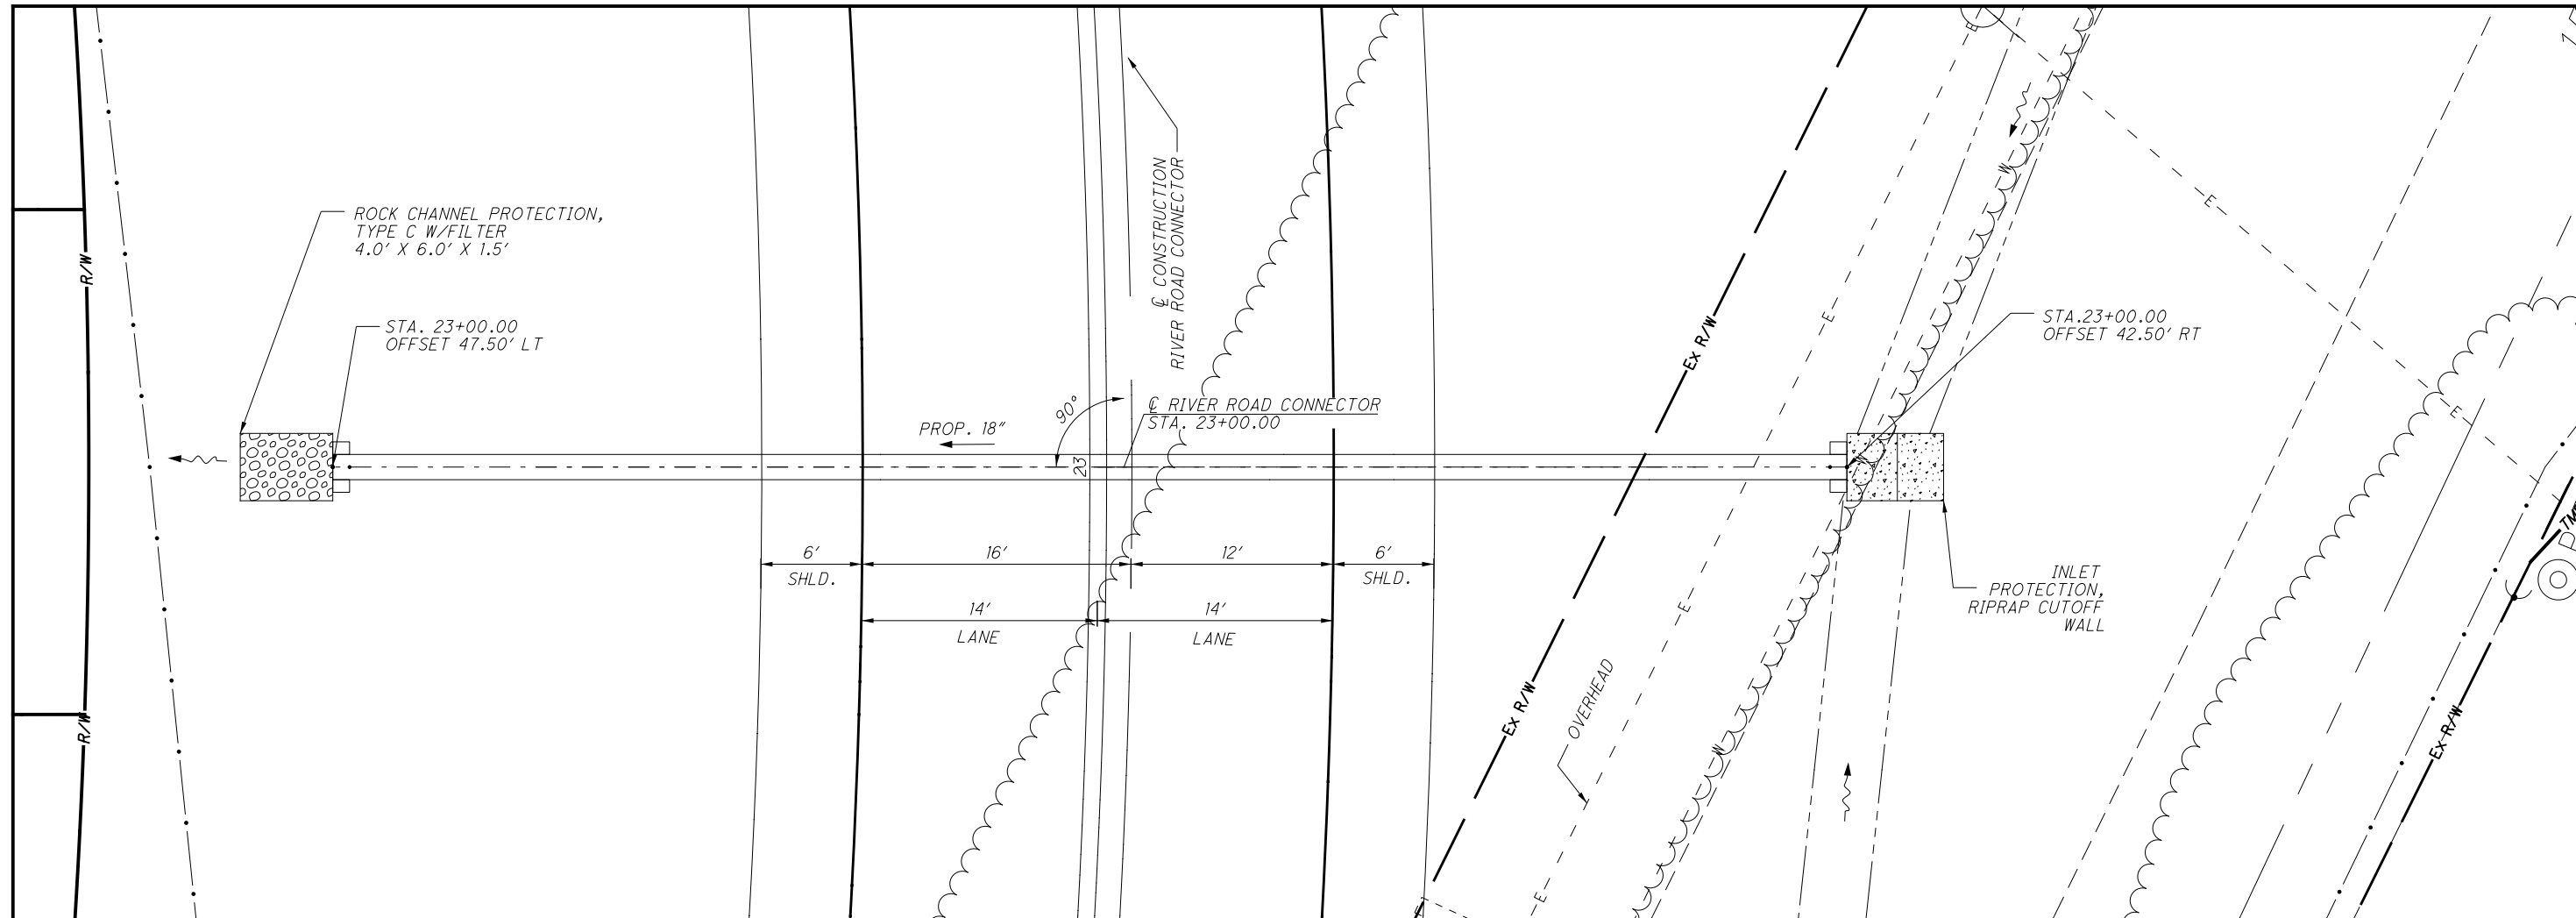 ROCK CHANNEL PROTECTION,
TYPE C W/FILTER
4.0' X 6.0' X 1.5'
STA. 23+00.00
OFFSET 47.50' LT
R/W
R/W
℄ CONSTRUCTION
RIVER ROAD CONNECTOR
PROP. 18"
90°
23
℄ RIVER ROAD CONNECTOR
STA. 23+00.00
6'
SHLD.
16'
12'
6'
SHLD.
14'
LANE
14'
LANE
Ex R/W
Ex R/W
OVERHEAD
E
E
E
E
E
E
E
W
W
STA.23+00.00
OFFSET 42.50' RT
INLET
PROTECTION,
RIPRAP CUTOFF
WALL
Ex R/W